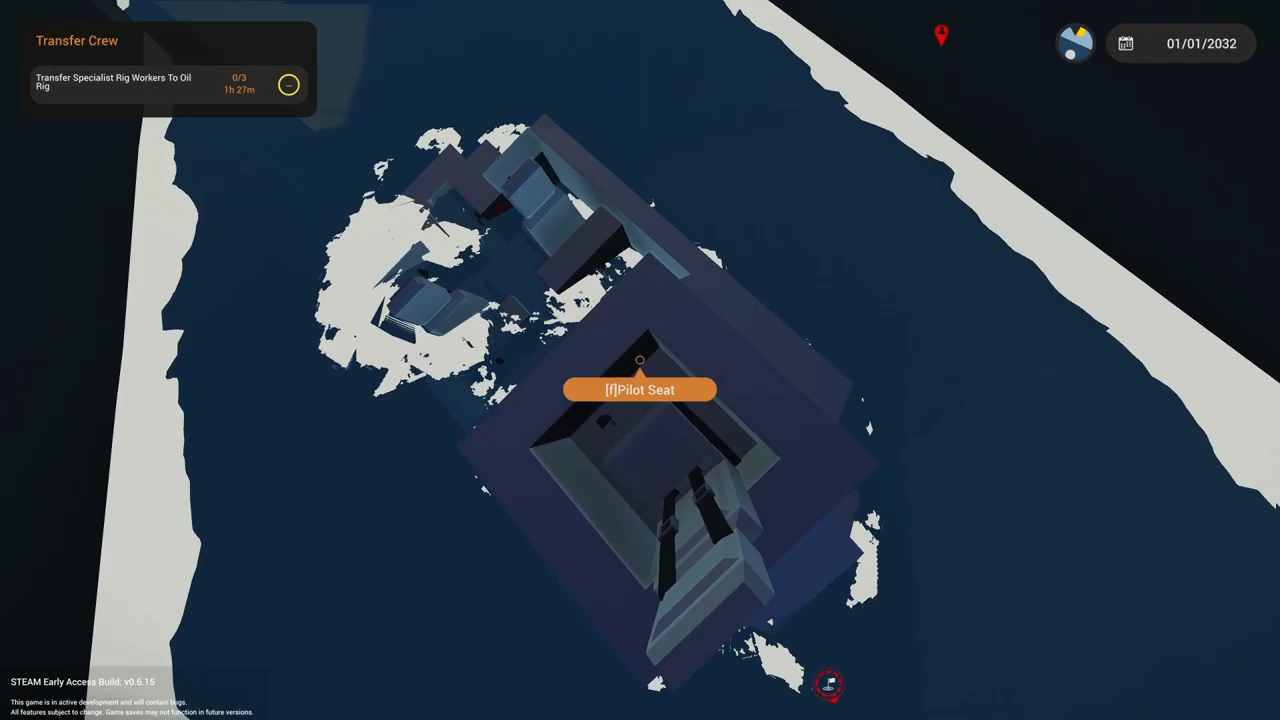 Transfer Crew
Transfer Specialist Rig Workers To Oil
Rig
0/3
1h 27m
01/01/2032
[f]Pilot Seat
STEAM Early Access Build: v0.6.15
This game is in active development and will contain bugs.
All features subject to change. Game saves may not function in future versions.